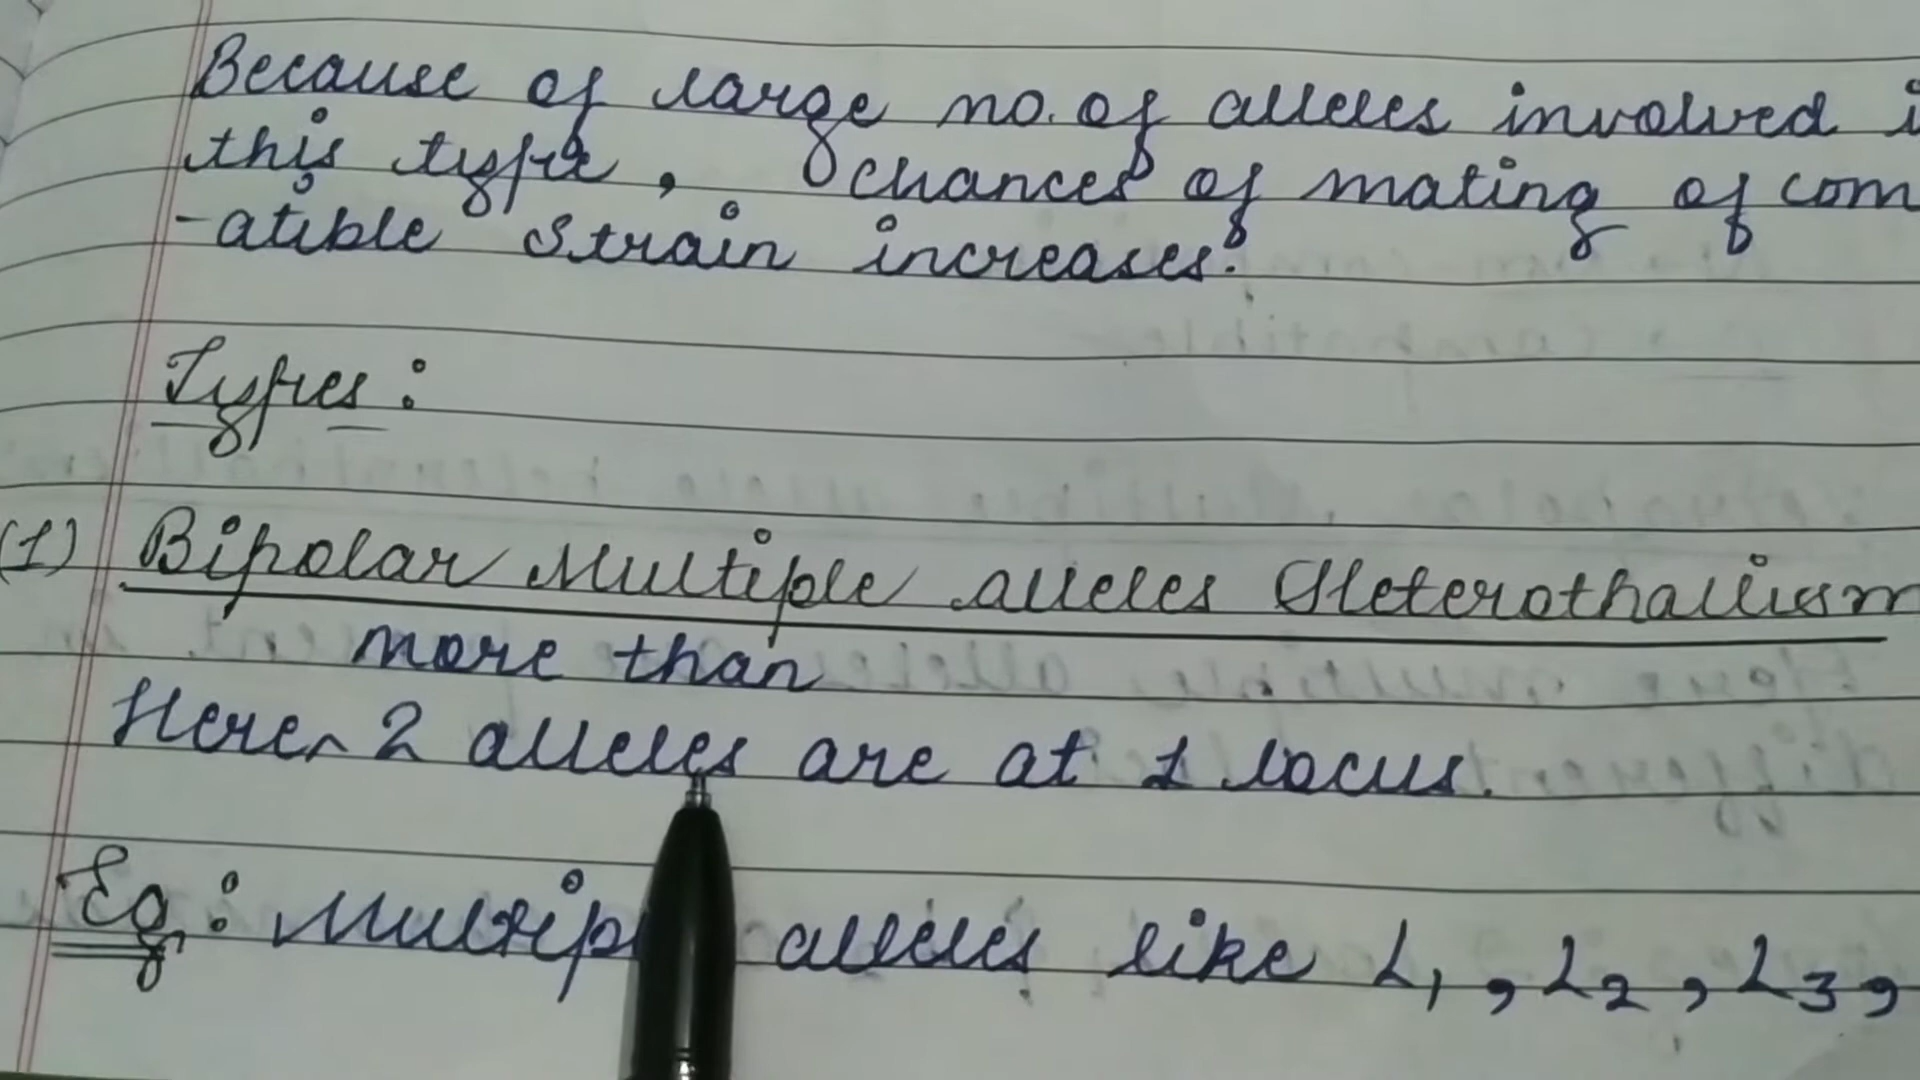 Because of large no. of alleles involved i
this type, chances of mating of com
-atible strain increases.
Types :
(1) Bipolar Multiple alleles Heterothallism
more than
Here ^ 2 alleles are at 1 locus.
Eg : Multip alleles like L1, L2, L3,